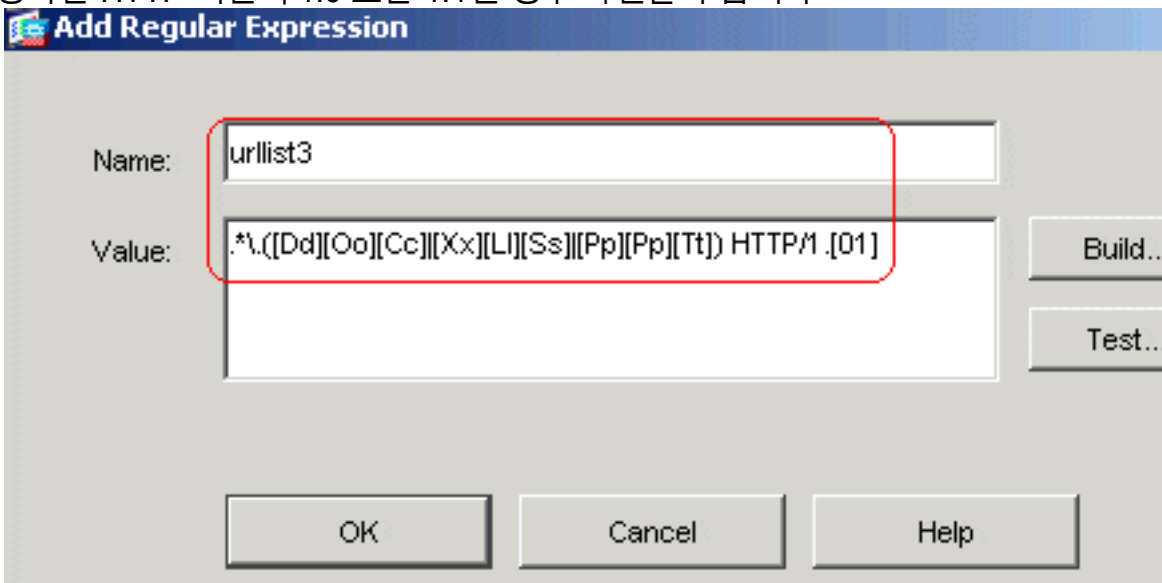 Add Regular Expression
Name:
urllist3
Value:
.*\.([Dd][Oo][Cc]|[Xx][Ll][Ss]|[Pp][Pp][Tt]) HTTP/1.[01]
Build..
Test...
OK
Cancel
Help